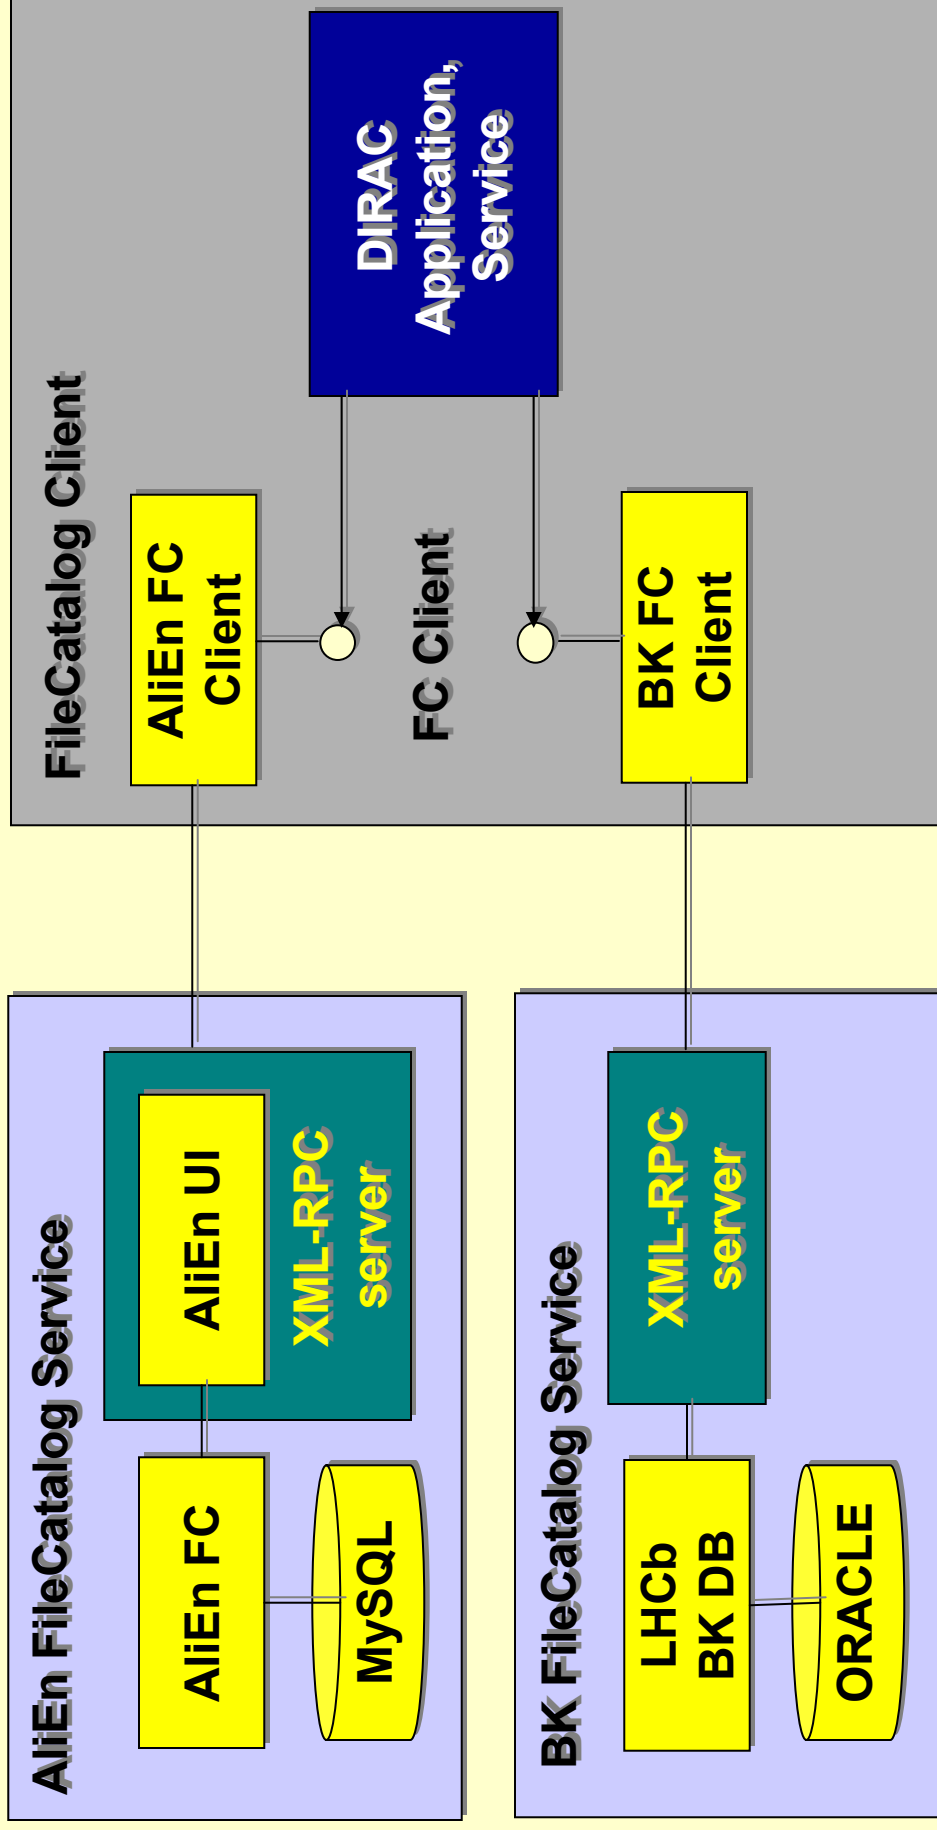 AliEn FileCatalog Service
AliEn FC
MySQL
AliEn UI
XML-RPC
server
BK FileCatalog Service
LHCb
BK DB
ORACLE
XML-RPC
server
FileCatalog Client
AliEn FC
Client
FC Client
BK FC
Client
DIRAC
Application,
Service